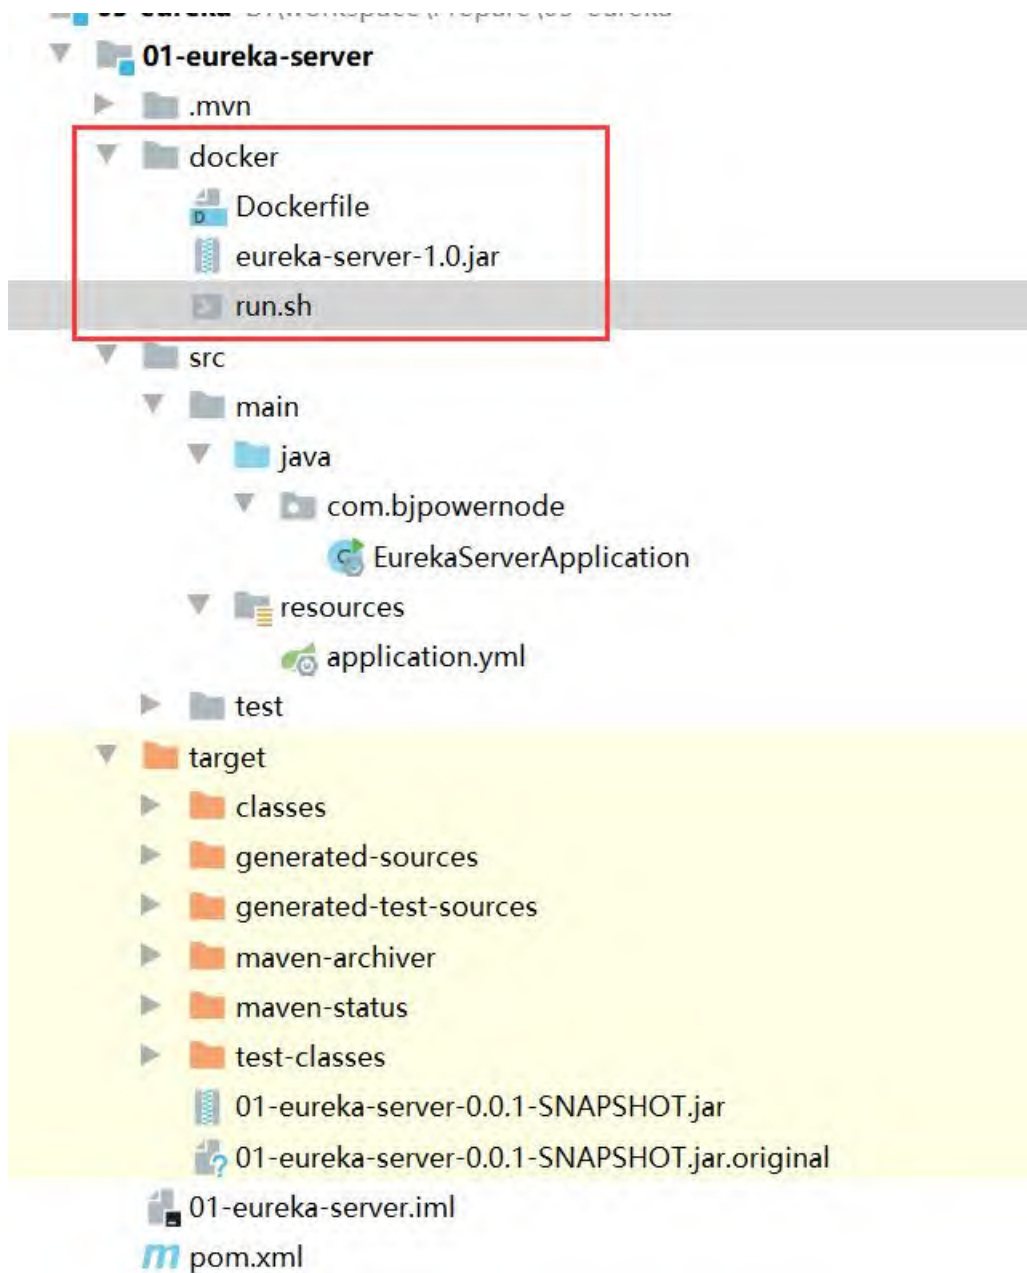 01-eureka-server
.mvn
docker
Dockerfile
eureka-server-1.0.jar
run.sh
src
main
java
com.bjpowernode
EurekaServerApplication
resources
application.yml
test
target
classes
generated-sources
generated-test-sources
maven-archiver
maven-status
test-classes
01-eureka-server-0.0.1-SNAPSHOT.jar
01-eureka-server-0.0.1-SNAPSHOT.jar.original
01-eureka-server.iml
pom.xml